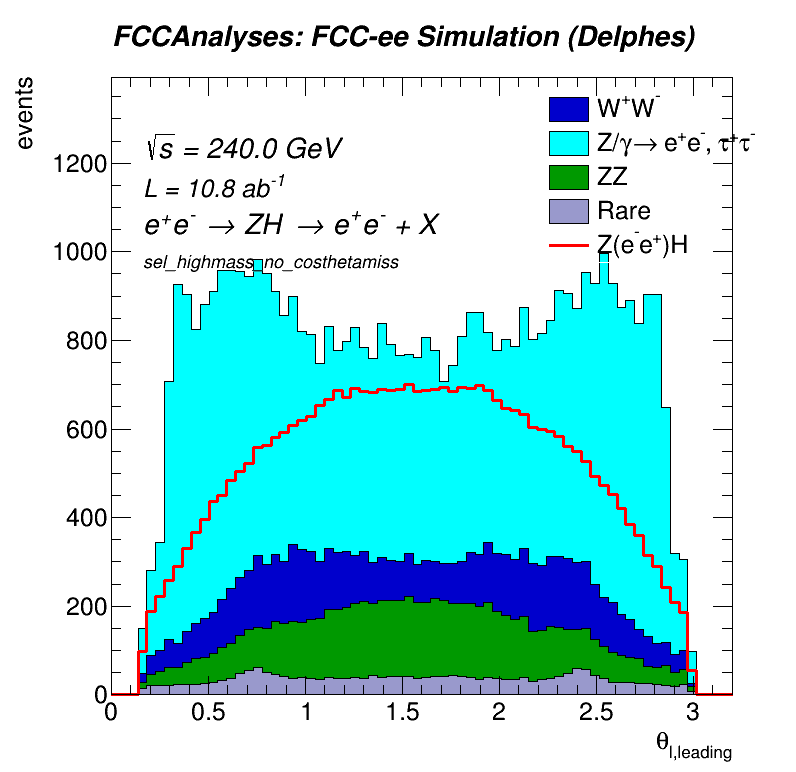 FCCAnalyses: FCC-ee Simulation (Delphes)
events
√s = 240.0 GeV
L = 10.8 ab⁻¹
e⁺e⁻ → ZH → e⁺e⁻ + X
sel_highmass_no_costhetamiss
W⁺W⁻
Z/γ→ e⁺e⁻, τ⁺τ⁻
ZZ
Rare
Z(e⁻e⁺)H
1200
1000
800
600
400
200
0
0 0.5 1 1.5 2 2.5 3
θl,leading